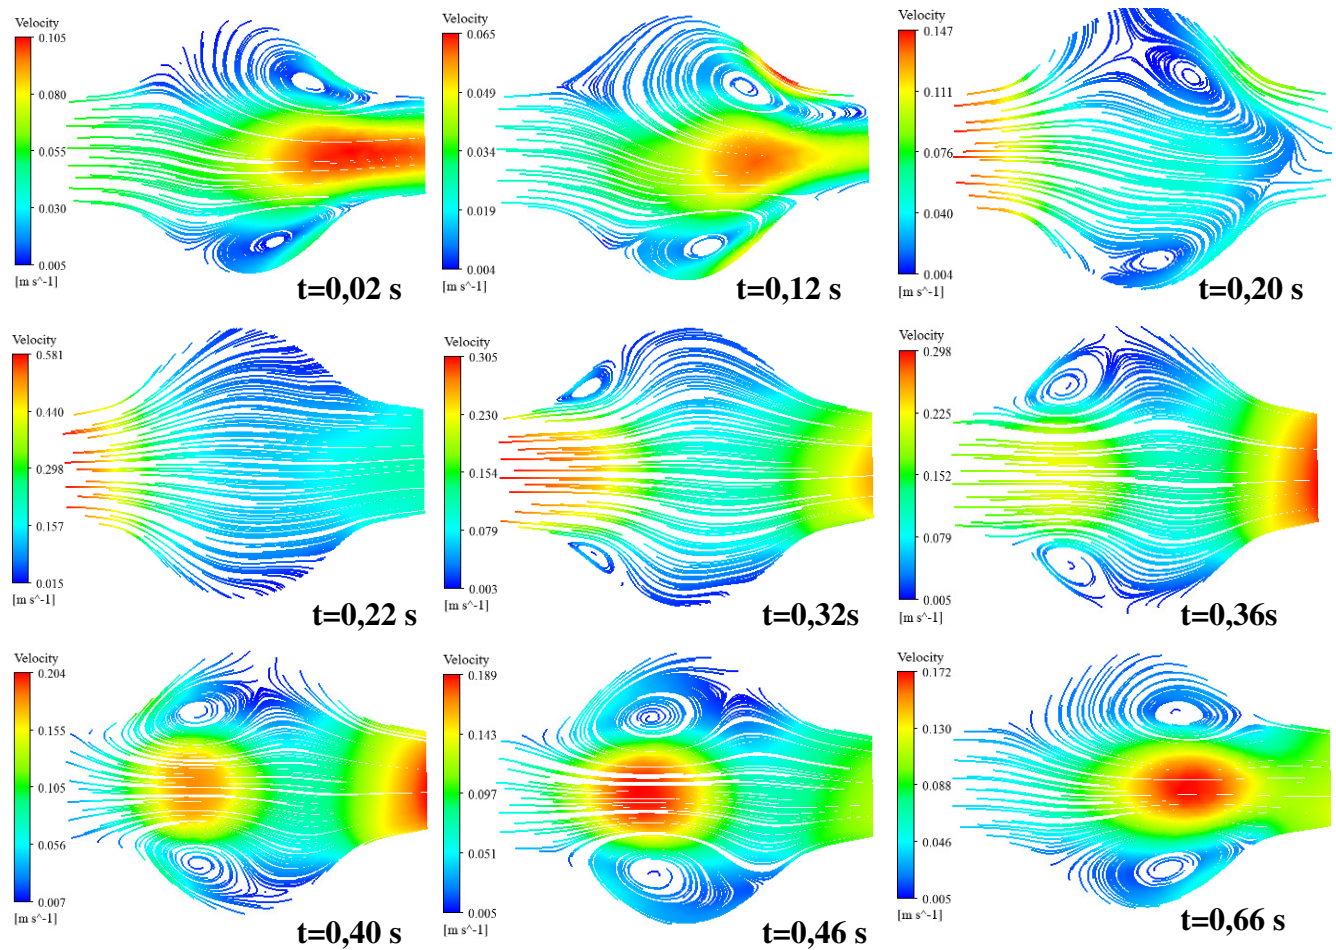 Velocity
0.105
0.080
0.055
0.030
0.005
[m s^-1]
t=0,02 s
Velocity
0.065
0.049
0.034
0.019
0.004
[m s^-1]
t=0,12 s
Velocity
0.147
0.111
0.076
0.040
0.004
[m s^-1]
t=0,20 s
Velocity
0.581
0.440
0.298
0.157
0.015
[m s^-1]
t=0,22 s
Velocity
0.305
0.230
0.154
0.079
0.003
[m s^-1]
t=0,32s
Velocity
0.298
0.225
0.152
0.079
0.005
[m s^-1]
t=0,36s
Velocity
0.204
0.155
0.105
0.056
0.007
[m s^-1]
t=0,40 s
Velocity
0.189
0.143
0.097
0.051
0.005
[m s^-1]
t=0,46 s
Velocity
0.172
0.130
0.088
0.046
0.005
[m s^-1]
t=0,66 s